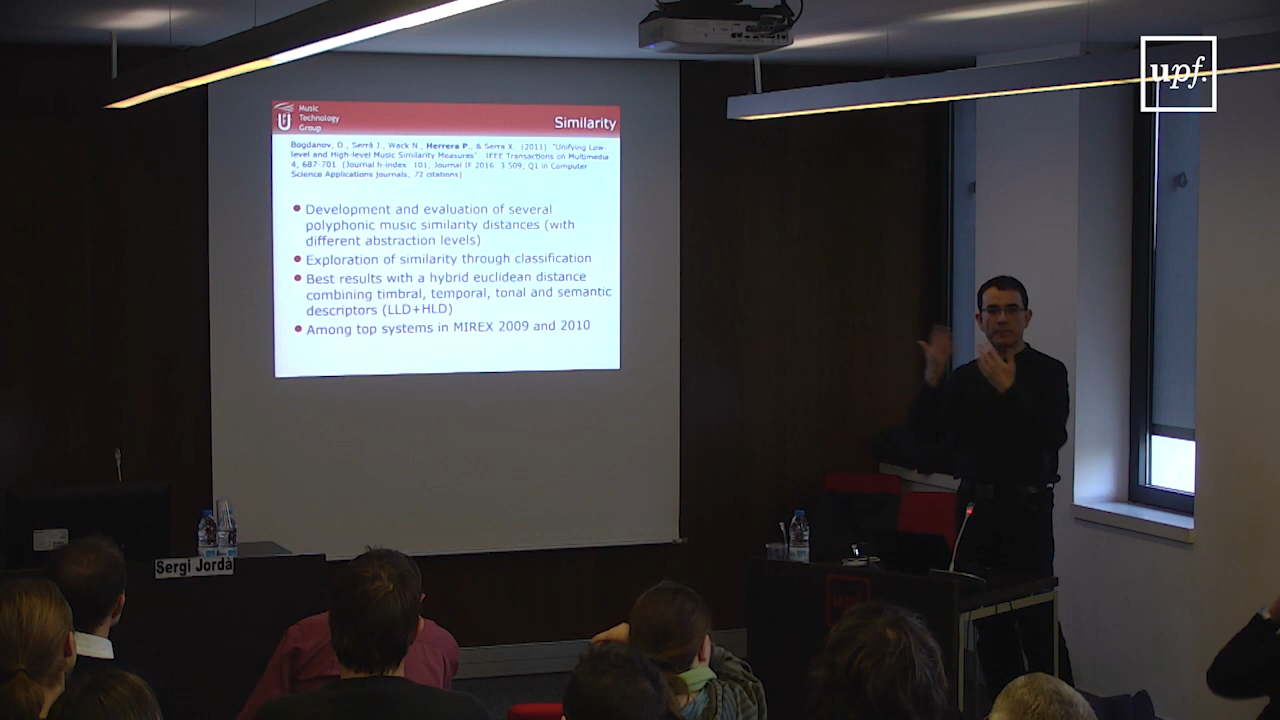 upf.
Music
Technology
Group
Similarity
Bogdanov, D., Serrà J., Wack N., Herrera P., & Serra X. (2011). "Unifying Low-
level and High-level Music Similarity Measures". IEEE Transactions on Multimedia
4, 687-701. (Journal h-index: 101, Journal IF 2016: 3.509; Q1 in Computer
Science Applications journals, 72 citations)
Development and evaluation of several
polyphonic music similarity distances (with
different abstraction levels)
Exploration of similarity through classification
Best results with a hybrid euclidean distance
combining timbral, temporal, tonal and semantic
descriptors (LLD+HLD)
Among top systems in MIREX 2009 and 2010
Sergi Jordà